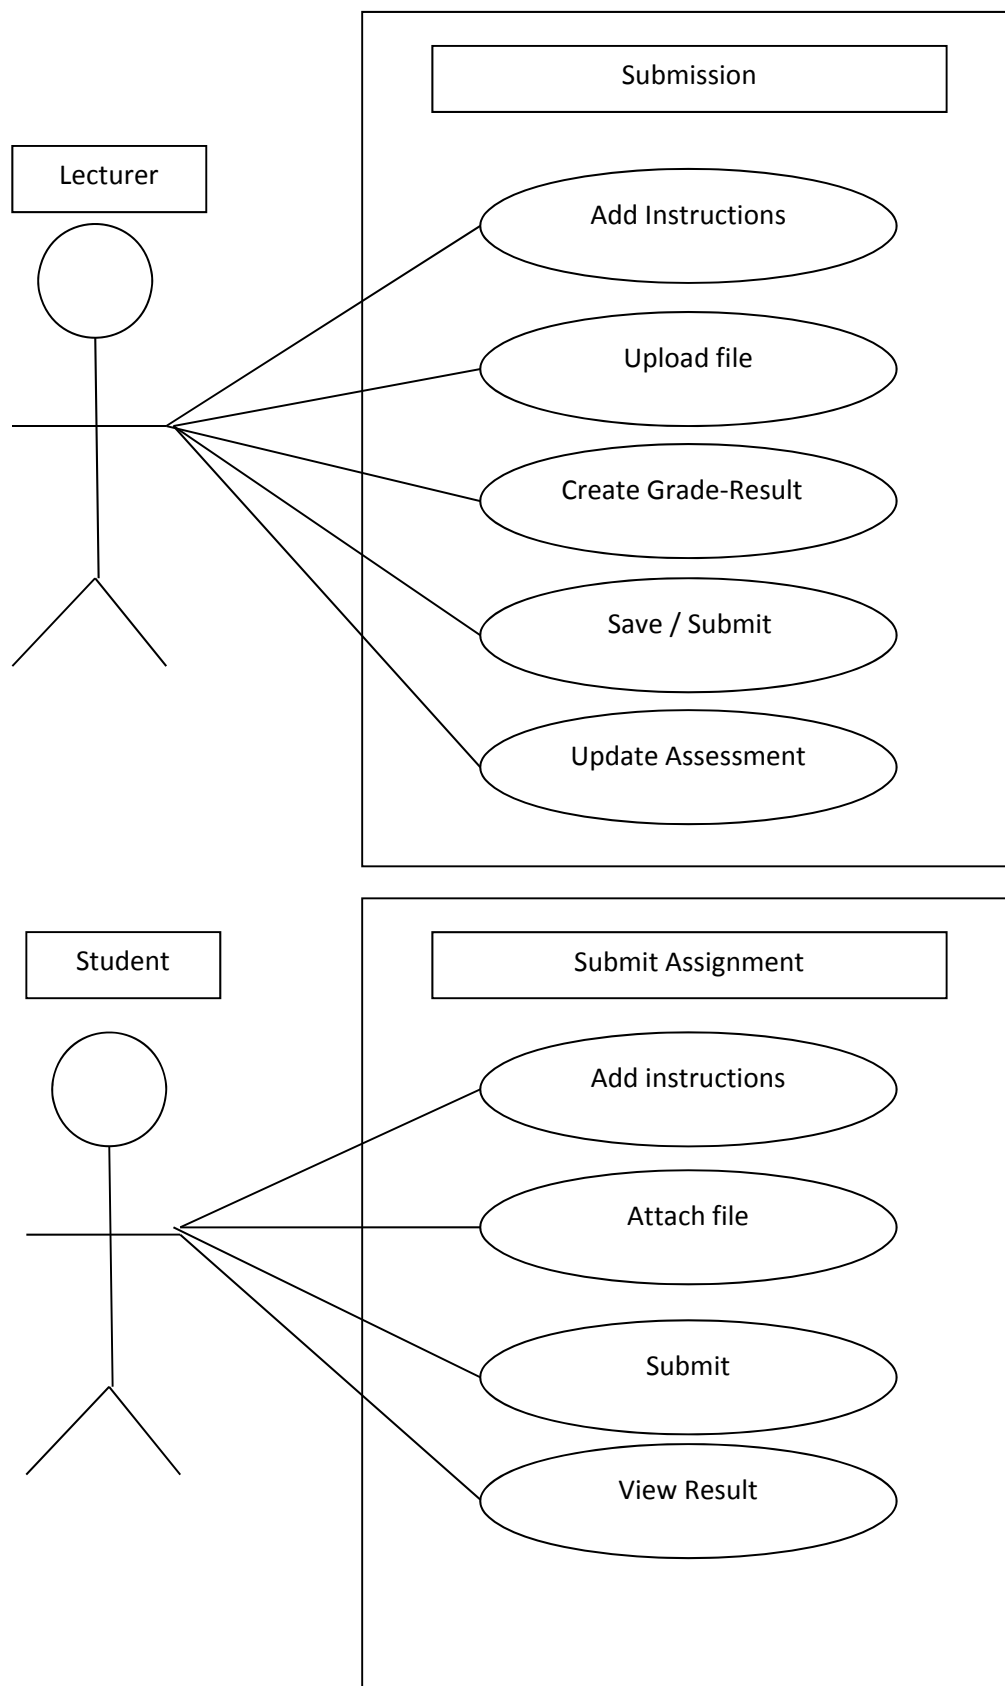 Submission
Lecturer
Add Instructions
Upload file
Create Grade-Result
Save / Submit
Update Assessment
Student
Submit Assignment
Add instructions
Attach file
Submit
View Result